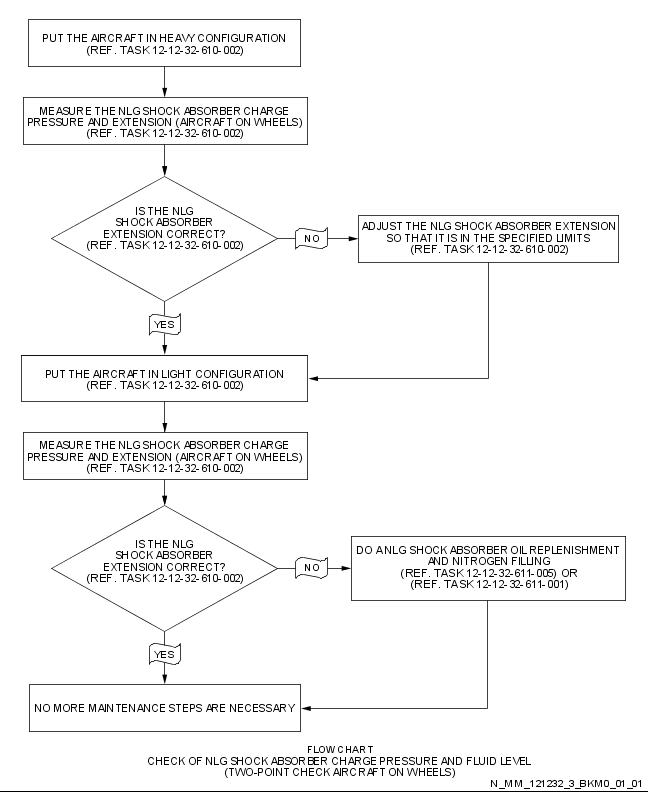 PUT THE AIRCRAFT IN HEAVY CONFIGURATION
(REF. TASK 12-12-32-610-002)
MEASURE THE NLG SHOCK ABSORBER CHARGE
PRESSURE AND EXTENSION (AIRCRAFT ON WHEELS)
(REF. TASK 12-12-32-610-002)
IS THE NLG
SHOCK ABSORBER
EXTENSION CORRECT?
(REF. TASK 12-12-32-610-002)
NO
ADJUST THE NLG SHOCK ABSORBER EXTENSION
SO THAT IT IS IN THE SPECIFIED LIMITS
(REF. TASK 12-12-32-610-002)
YES
PUT THE AIRCRAFT IN LIGHT CONFIGURATION
(REF. TASK 12-12-32-610-002)
MEASURE THE NLG SHOCK ABSORBER CHARGE
PRESSURE AND EXTENSION (AIRCRAFT ON WHEELS)
(REF. TASK 12-12-32-610-002)
IS THE NLG
SHOCK ABSORBER
EXTENSION CORRECT?
(REF. TASK 12-12-32-610-002)
NO
DO A NLG SHOCK ABSORBER OIL REPLENISHMENT
AND NITROGEN FILLING
(REF. TASK 12-12-32-611-005) OR
(REF. TASK 12-12-32-611-001)
YES
NO MORE MAINTENANCE STEPS ARE NECESSARY
FLOW CHART
CHECK OF NLG SHOCK ABSORBER CHARGE PRESSURE AND FLUID LEVEL
(TWO-POINT CHECK AIRCRAFT ON WHEELS)
N_MM_121232_3_BKM0_01_01